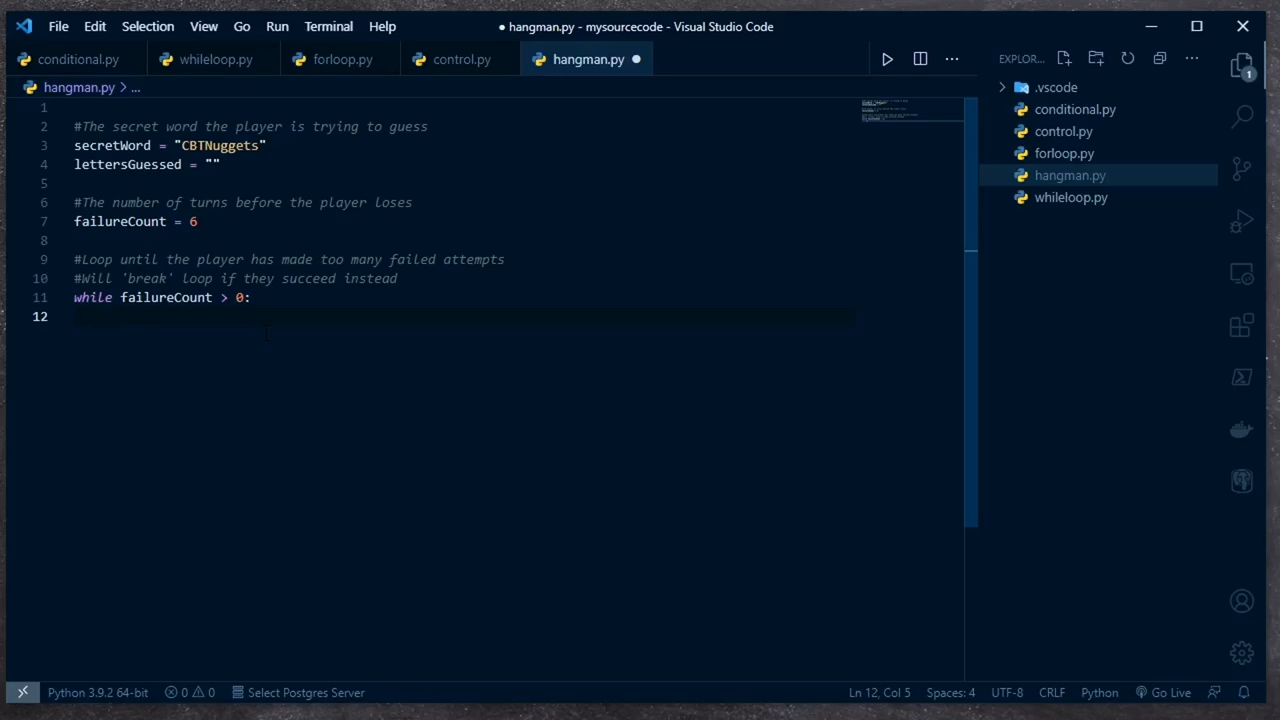 File Edit Selection View Go Run Terminal Help
● hangman.py - mysourcecode - Visual Studio Code
conditional.py whileloop.py forloop.py control.py hangman.py ●
hangman.py > ...
1
2 #The secret word the player is trying to guess
3 secretWord = "CBTNuggets"
4 lettersGuessed = ""
5
6 #The number of turns before the player loses
7 failureCount = 6
8
9 #Loop until the player has made too many failed attempts
10 #Will 'break' loop if they succeed instead
11 while failureCount > 0:
12
EXPLOR...
.vscode
conditional.py
control.py
forloop.py
hangman.py
whileloop.py
1
Python 3.9.2 64-bit 0 0 Select Postgres Server Ln 12, Col 5 Spaces: 4 UTF-8 CRLF Python Go Live